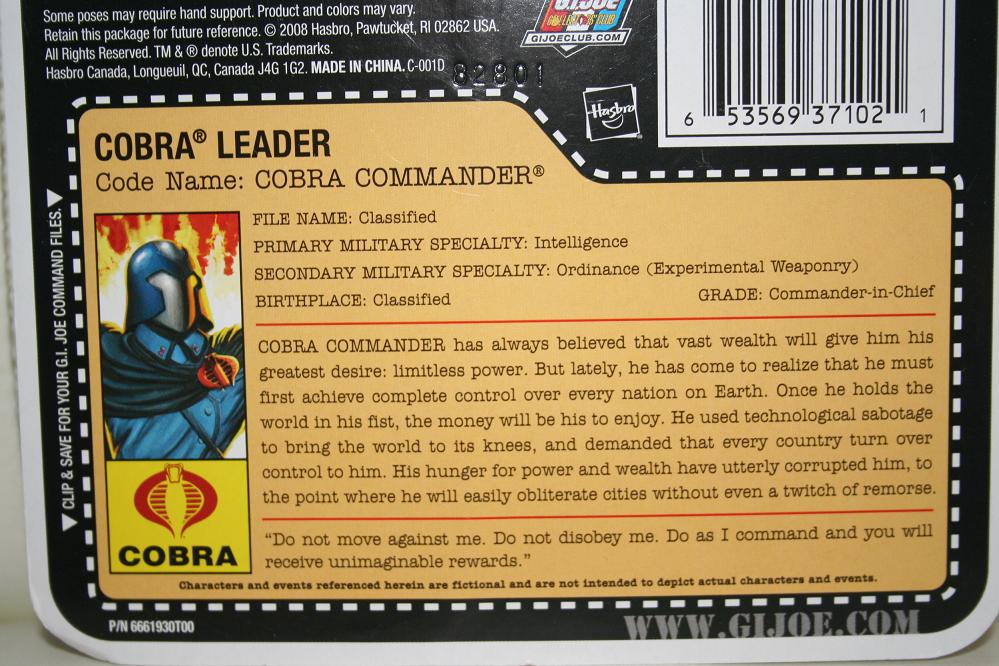 Some poses may require hand support. Product and colors may vary.
Retain this package for future reference. © 2008 Hasbro, Pawtucket, RI 02862 USA.
All Rights Reserved. TM & ® denote U.S. Trademarks.
Hasbro Canada, Longueuil, QC, Canada J4G 1G2. MADE IN CHINA. C-001D
82801
G.I.JOE
COLLECTORS' CLUB
GIJOECLUB.COM
Hasbro
6 53569 37102 1
COBRA® LEADER
Code Name: COBRA COMMANDER®
FILE NAME: Classified
PRIMARY MILITARY SPECIALTY: Intelligence
SECONDARY MILITARY SPECIALTY: Ordinance (Experimental Weaponry)
BIRTHPLACE: Classified GRADE: Commander-in-Chief
COBRA COMMANDER has always believed that vast wealth will give him his
greatest desire: limitless power. But lately, he has come to realize that he must
first achieve complete control over every nation on Earth. Once he holds the
world in his fist, the money will be his to enjoy. He used technological sabotage
to bring the world to its knees, and demanded that every country turn over
control to him. His hunger for power and wealth have utterly corrupted him, to
the point where he will easily obliterate cities without even a twitch of remorse.
"Do not move against me. Do not disobey me. Do as I command and you will
receive unimaginable rewards."
COBRA
Characters and events referenced herein are fictional and are not intended to depict actual characters and events.
CLIP & SAVE FOR YOUR G.I. JOE COMMAND FILES.
P/N 6661930T00
WWW.GIJOE.COM